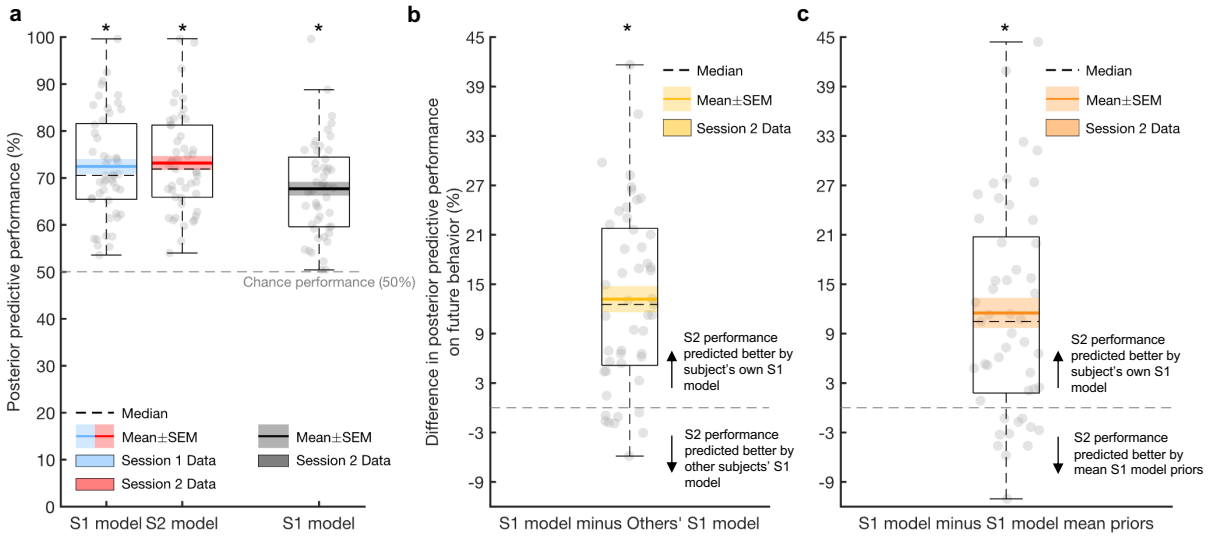 a
Posterior predictive performance (%)
100
90
80
70
60
50
40
30
20
10
0
*
*
*
Chance performance (50%)
Median
Mean±SEM
Session 1 Data
Session 2 Data
Mean±SEM
Session 2 Data
S1 model
S2 model
S1 model
b
Difference in posterior predictive performance
on future behavior (%)
45
39
33
27
21
15
9
3
-3
-9
*
Median
Mean±SEM
Session 2 Data
S2 performance
predicted better by
subject's own S1
model
S2 performance
predicted better by
other subjects' S1
model
S1 model minus Others' S1 model
c
45
39
33
27
21
15
9
3
-3
-9
*
Median
Mean±SEM
Session 2 Data
S2 performance
predicted better by
subject's own S1
model
S2 performance
predicted better by
mean S1 model priors
S1 model minus S1 model mean priors